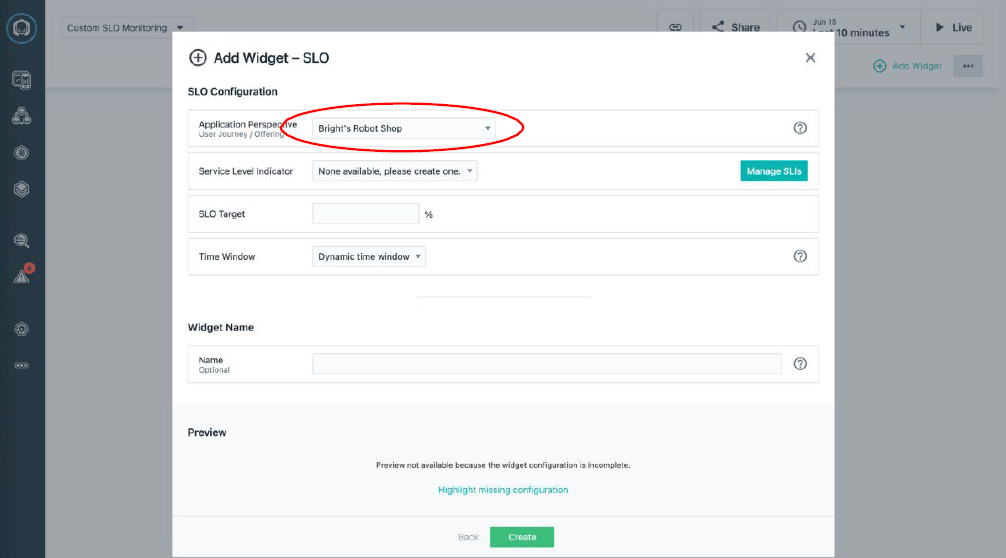 Custom SLO Monitoring
Share
Jun 15
Last 10 minutes
Live
Add Widget
Add Widget – SLO
SLO Configuration
Application Perspective
User Journey / Offering
Bright's Robot Shop
Service Level Indicator
None available, please create one.
Manage SLIs
SLO Target
%
Time Window
Dynamic time window
Widget Name
Name
Optional
Preview
Preview not available because the widget configuration is incomplete.
Highlight missing configuration
Back
Create